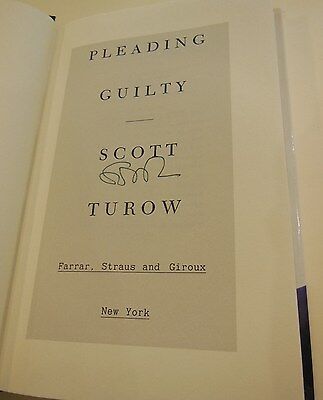 PLEADING
GUILTY
SCOTT
TUROW
Farrar, Straus and Giroux
New York